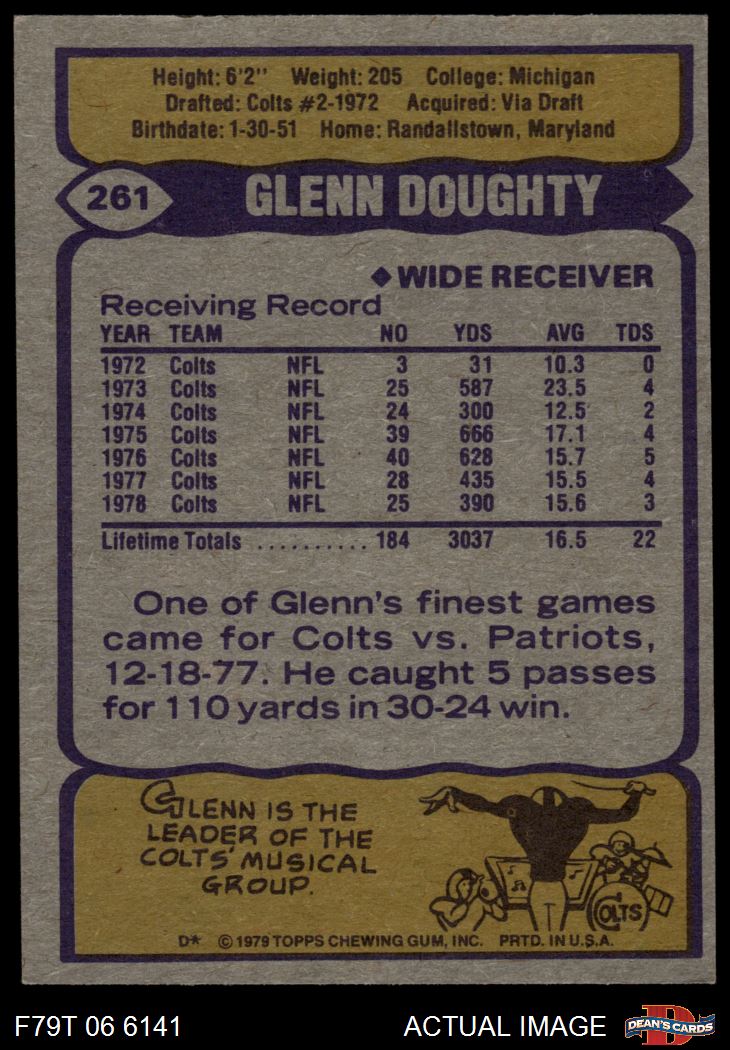 Height: 6'2" Weight: 205 College: Michigan
Drafted: Colts #2-1972 Acquired: Via Draft
Birthdate: 1-30-51 Home: Randallstown, Maryland
261 GLENN DOUGHTY
◆ WIDE RECEIVER
Receiving Record
YEAR TEAM NO YDS AVG TDS
1972 Colts NFL 3 31 10.3 0
1973 Colts NFL 25 587 23.5 4
1974 Colts NFL 24 300 12.5 2
1975 Colts NFL 39 666 17.1 4
1976 Colts NFL 40 628 15.7 5
1977 Colts NFL 28 435 15.5 4
1978 Colts NFL 25 390 15.6 3
Lifetime Totals .......... 184 3037 16.5 22
One of Glenn's finest games
came for Colts vs. Patriots,
12-18-77. He caught 5 passes
for 110 yards in 30-24 win.
GLENN IS THE
LEADER OF THE
COLTS' MUSICAL
GROUP.
COLTS
D* © 1979 TOPPS CHEWING GUM, INC. PRTD. IN U.S.A.
F79T 06 6141 ACTUAL IMAGE D DEAN'S CARDS